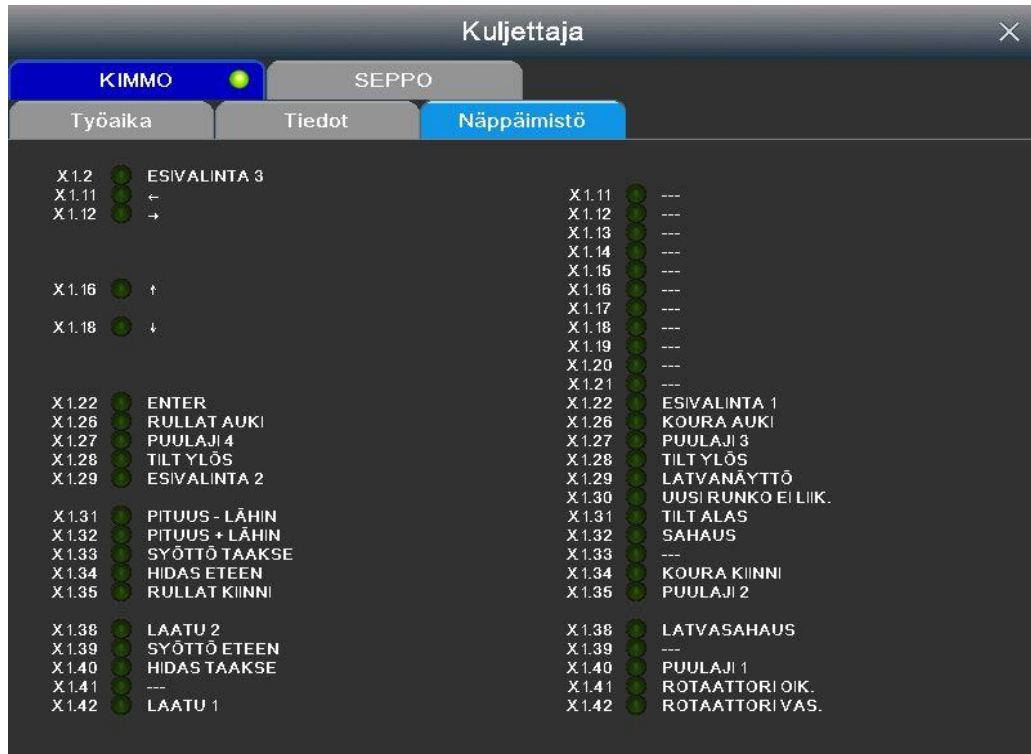 Kuljettaja
KIMMO SEPPO
Työaika Tiedot Näppäimistö
X1.2 ESIVALINTA 3
X1.11 ←
X1.12 →
X1.16 ↑
X1.18 ↓
X1.22 ENTER
X1.26 RULLAT AUKI
X1.27 PUULAJI 4
X1.28 TILT YLÖS
X1.29 ESIVALINTA 2
X1.31 PITUUS - LÄHIN
X1.32 PITUUS + LÄHIN
X1.33 SYÖTTÖ TAAKSE
X1.34 HIDAS ETEEN
X1.35 RULLAT KIINNI
X1.38 LAATU 2
X1.39 SYÖTTÖ ETEEN
X1.40 HIDAS TAAKSE
X1.41 ---
X1.42 LAATU 1
X1.11 ---
X1.12 ---
X1.13 ---
X1.14 ---
X1.15 ---
X1.16 ---
X1.17 ---
X1.18 ---
X1.19 ---
X1.20 ---
X1.21 ---
X1.22 ESIVALINTA 1
X1.26 KOURA AUKI
X1.27 PUULAJI 3
X1.28 TILT YLÖS
X1.29 LATVANÄYTTÖ
X1.30 UUSI RUNKO EI LIIK.
X1.31 TILT ALAS
X1.32 SAHAUS
X1.33 ---
X1.34 KOURA KIINNI
X1.35 PUULAJI 2
X1.38 LATVASAHAUS
X1.39 ---
X1.40 PUULAJI 1
X1.41 ROTAATTORI OIK.
X1.42 ROTAATTORI VAS.